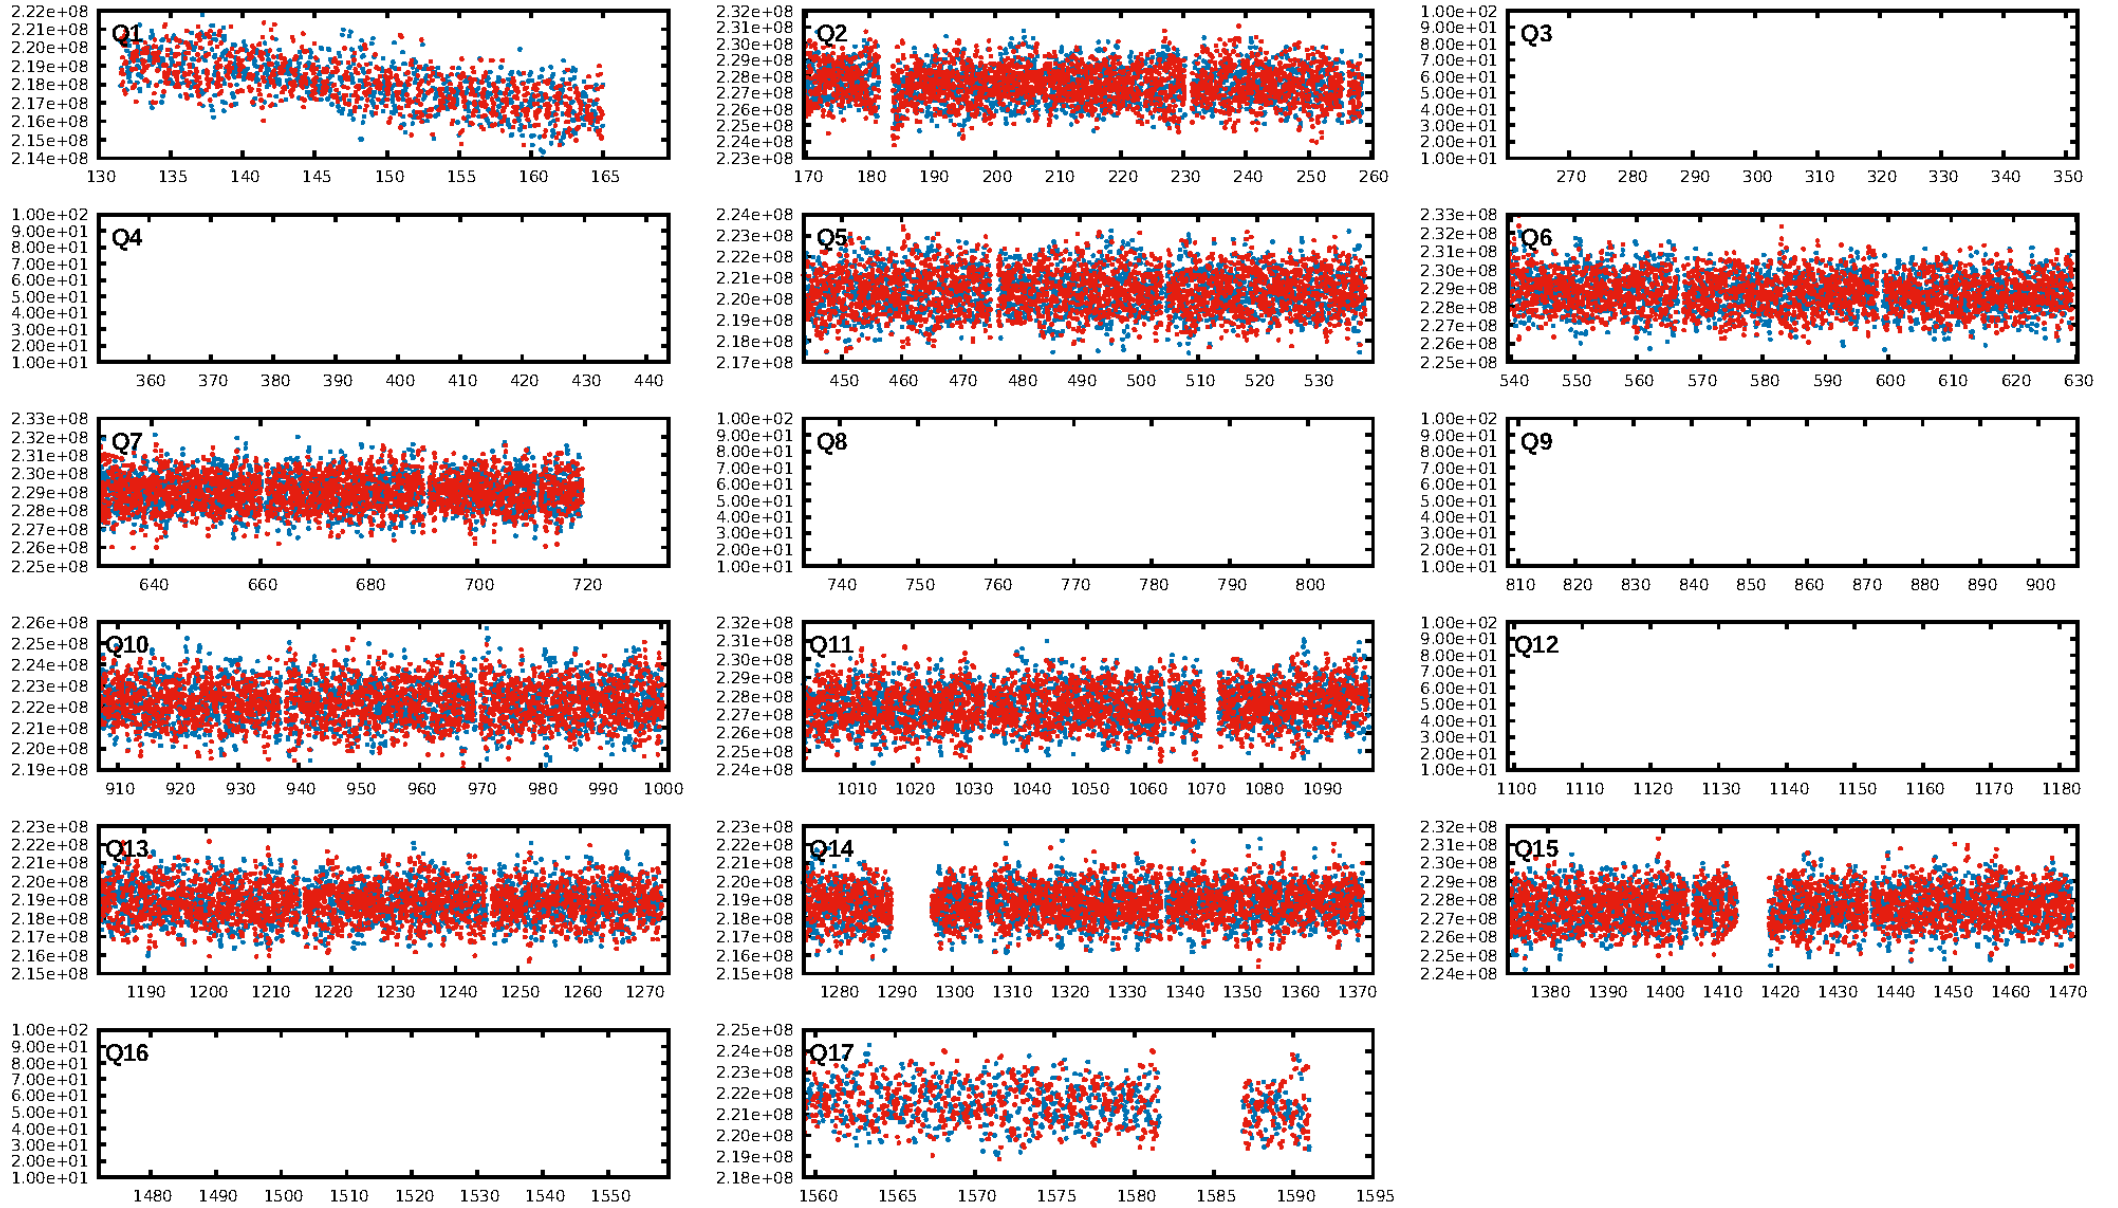 Q1
2.22e+08
2.21e+08
2.20e+08
2.19e+08
2.18e+08
2.17e+08
2.16e+08
2.15e+08
2.14e+08
130 135 140 145 150 155 160 165
Q2
2.32e+08
2.31e+08
2.30e+08
2.29e+08
2.28e+08
2.27e+08
2.26e+08
2.25e+08
2.24e+08
2.23e+08
170 180 190 200 210 220 230 240 250 260
Q3
1.00e+02
9.00e+01
8.00e+01
7.00e+01
6.00e+01
5.00e+01
4.00e+01
3.00e+01
2.00e+01
1.00e+01
270 280 290 300 310 320 330 340 350
Q4
1.00e+02
9.00e+01
8.00e+01
7.00e+01
6.00e+01
5.00e+01
4.00e+01
3.00e+01
2.00e+01
1.00e+01
360 370 380 390 400 410 420 430 440
Q5
2.24e+08
2.23e+08
2.22e+08
2.21e+08
2.20e+08
2.19e+08
2.18e+08
2.17e+08
450 460 470 480 490 500 510 520 530
Q6
2.33e+08
2.32e+08
2.31e+08
2.30e+08
2.29e+08
2.28e+08
2.27e+08
2.26e+08
2.25e+08
540 550 560 570 580 590 600 610 620 630
Q7
2.33e+08
2.32e+08
2.31e+08
2.30e+08
2.29e+08
2.28e+08
2.27e+08
2.26e+08
2.25e+08
640 660 680 700 720
Q8
1.00e+02
9.00e+01
8.00e+01
7.00e+01
6.00e+01
5.00e+01
4.00e+01
3.00e+01
2.00e+01
1.00e+01
740 750 760 770 780 790 800
Q9
1.00e+02
9.00e+01
8.00e+01
7.00e+01
6.00e+01
5.00e+01
4.00e+01
3.00e+01
2.00e+01
1.00e+01
810 820 830 840 850 860 870 880 890 900
Q10
2.26e+08
2.25e+08
2.24e+08
2.23e+08
2.22e+08
2.21e+08
2.20e+08
2.19e+08
910 920 930 940 950 960 970 980 990 1000
Q11
2.32e+08
2.31e+08
2.30e+08
2.29e+08
2.28e+08
2.27e+08
2.26e+08
2.25e+08
2.24e+08
1010 1020 1030 1040 1050 1060 1070 1080 1090
Q12
1.00e+02
9.00e+01
8.00e+01
7.00e+01
6.00e+01
5.00e+01
4.00e+01
3.00e+01
2.00e+01
1.00e+01
1100 1110 1120 1130 1140 1150 1160 1170 1180
Q13
2.23e+08
2.22e+08
2.21e+08
2.20e+08
2.19e+08
2.18e+08
2.17e+08
2.16e+08
2.15e+08
1190 1200 1210 1220 1230 1240 1250 1260 1270
Q14
2.23e+08
2.22e+08
2.21e+08
2.20e+08
2.19e+08
2.18e+08
2.17e+08
2.16e+08
2.15e+08
1280 1290 1300 1310 1320 1330 1340 1350 1360 1370
Q15
2.32e+08
2.31e+08
2.30e+08
2.29e+08
2.28e+08
2.27e+08
2.26e+08
2.25e+08
2.24e+08
1380 1390 1400 1410 1420 1430 1440 1450 1460 1470
Q16
1.00e+02
9.00e+01
8.00e+01
7.00e+01
6.00e+01
5.00e+01
4.00e+01
3.00e+01
2.00e+01
1.00e+01
1480 1490 1500 1510 1520 1530 1540 1550
Q17
2.25e+08
2.24e+08
2.23e+08
2.22e+08
2.21e+08
2.20e+08
2.18e+08
2.18e+08
1560 1565 1570 1575 1580 1585 1590 1595